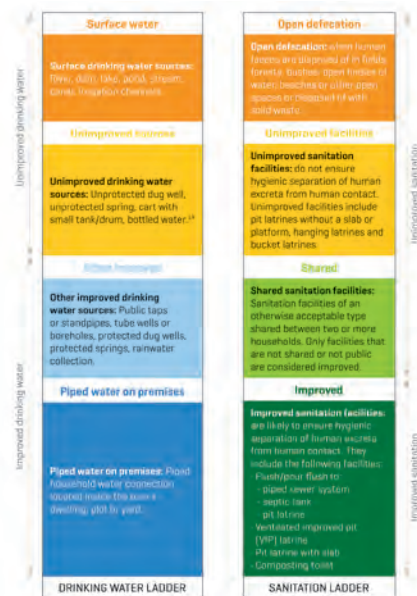 Surface water
Surface drinking water sources:
River, dam, lake, pond, stream,
canal, irrigation channels.
Unimproved sources
Unimproved drinking water
sources: Unprotected dug well,
unprotected spring, cart with
small tank/drum, bottled water.
Other improved
Other improved drinking
water sources: Public taps
or standpipes, tube wells or
boreholes, protected dug wells,
protected springs, rainwater
collection.
Piped water on premises
Piped water on premises: Piped
household water connection
located inside the user's
dwelling, plot or yard.
DRINKING WATER LADDER
Unimproved drinking water
Improved drinking water
Open defecation
Open defecation: when human
faeces are disposed of in fields,
forests, bushes, open bodies of
water, beaches or other open
spaces or disposed of with
solid waste.
Unimproved facilities
Unimproved sanitation
facilities: do not ensure
hygienic separation of human
excreta from human contact.
Unimproved facilities include
pit latrines without a slab or
platform, hanging latrines and
bucket latrines.
Shared
Shared sanitation facilities:
Sanitation facilities of an
otherwise acceptable type
shared between two or more
households. Only facilities that
are not shared or not public
are considered improved.
Improved
Improved sanitation facilities:
are likely to ensure hygienic
separation of human excreta
from human contact. They
include the following facilities:
Flush/pour flush to:
- piped sewer system
- septic tank
- pit latrine
Ventilated improved pit
(VIP) latrine
Pit latrine with slab
Composting toilet
SANITATION LADDER
Unimproved sanitation
Improved sanitation